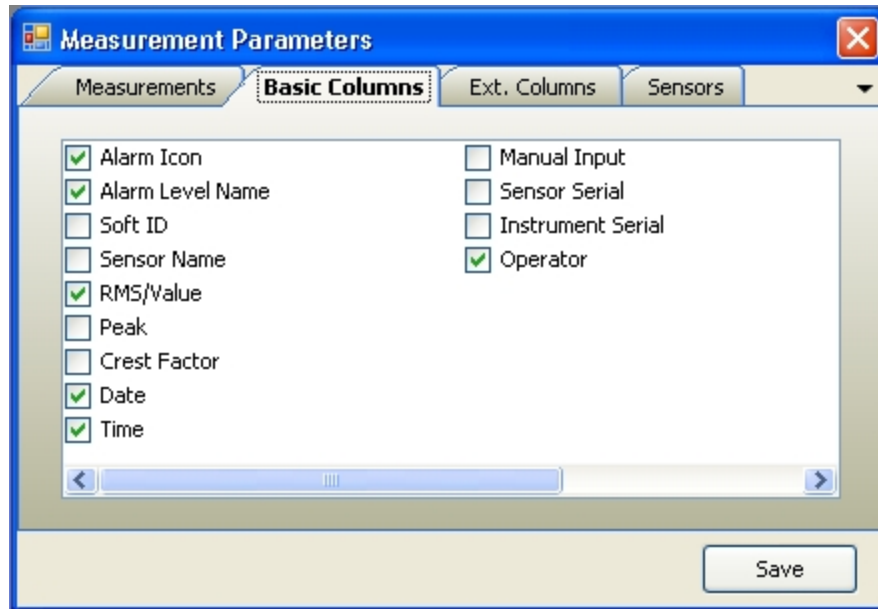 Measurement Parameters
Measurements Basic Columns Ext. Columns Sensors
Alarm Icon
Alarm Level Name
Soft ID
Sensor Name
RMS/Value
Peak
Crest Factor
Date
Time
Manual Input
Sensor Serial
Instrument Serial
Operator
Save